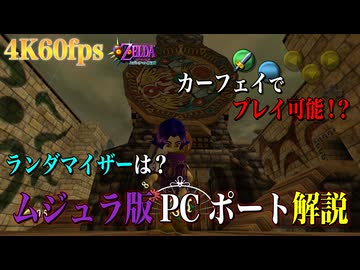 4K60fps
ZELDA
カーフェイで
プレイ可能!?
ランダマイザーは?
ムジュラ版PCポート解説